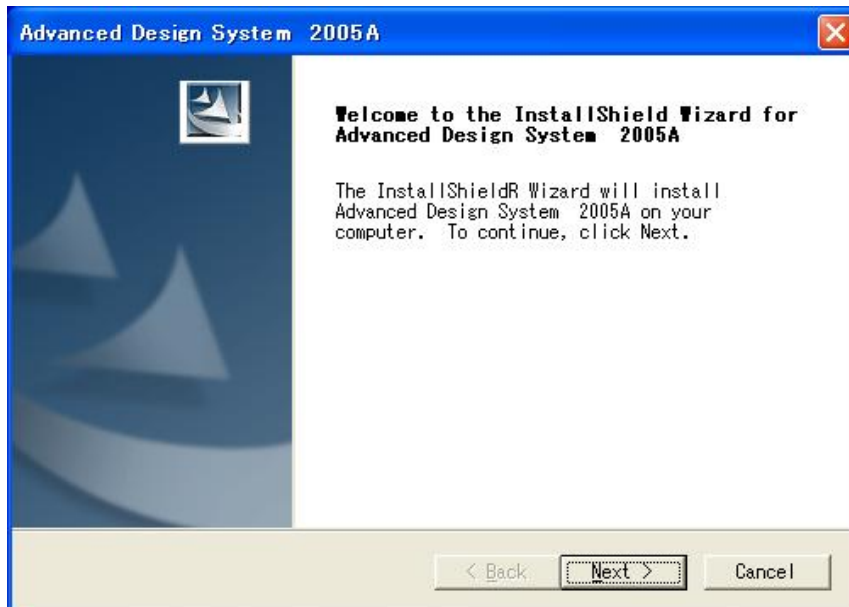 Advanced Design System 2005A
Welcome to the InstallShield Wizard for
Advanced Design System 2005A
The InstallShieldR Wizard will install
Advanced Design System 2005A on your
computer. To continue, click Next.
< Back Next > Cancel